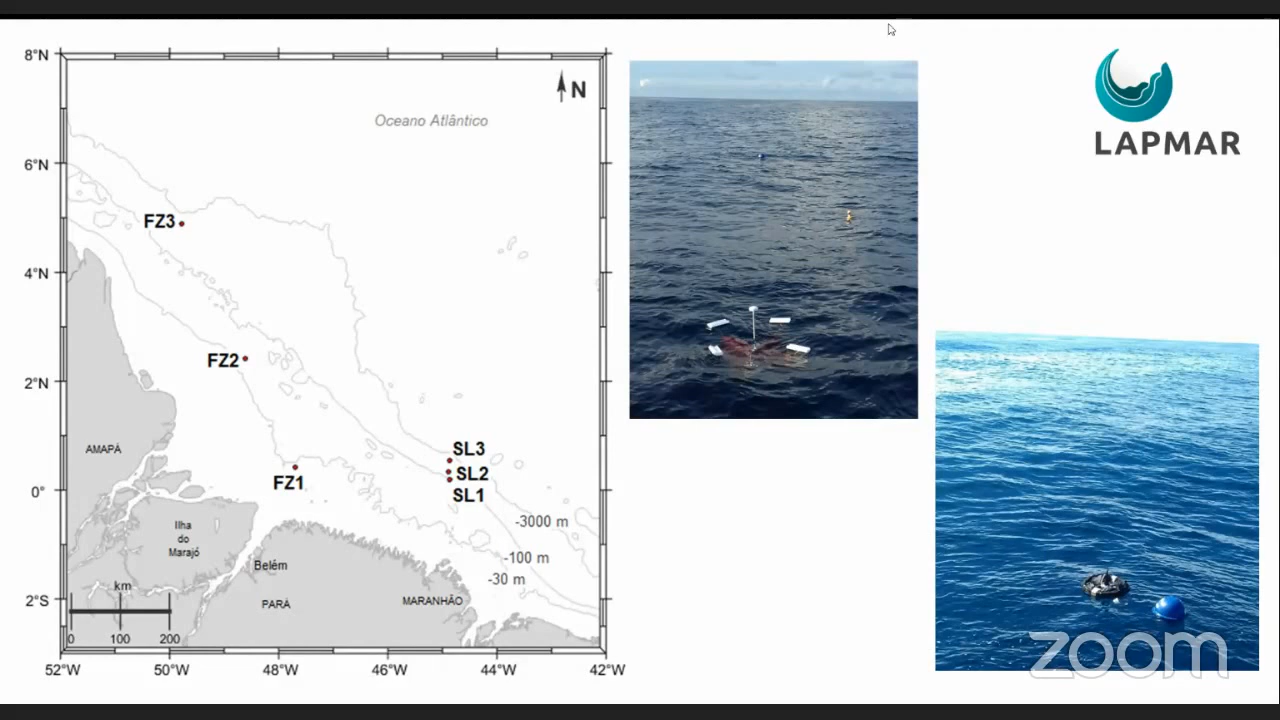 8°N
6°N
4°N
2°N
0°
2°S
52°W
50°W
48°W
46°W
44°W
42°W
N
Oceano Atlântico
FZ3
FZ2
FZ1
SL3
SL2
SL1
-3000 m
-100 m
-30 m
AMAPÁ
Ilha
do
Marajó
Belém
PARÁ
MARANHÃO
km
0 100 200
LAPMAR
zoom